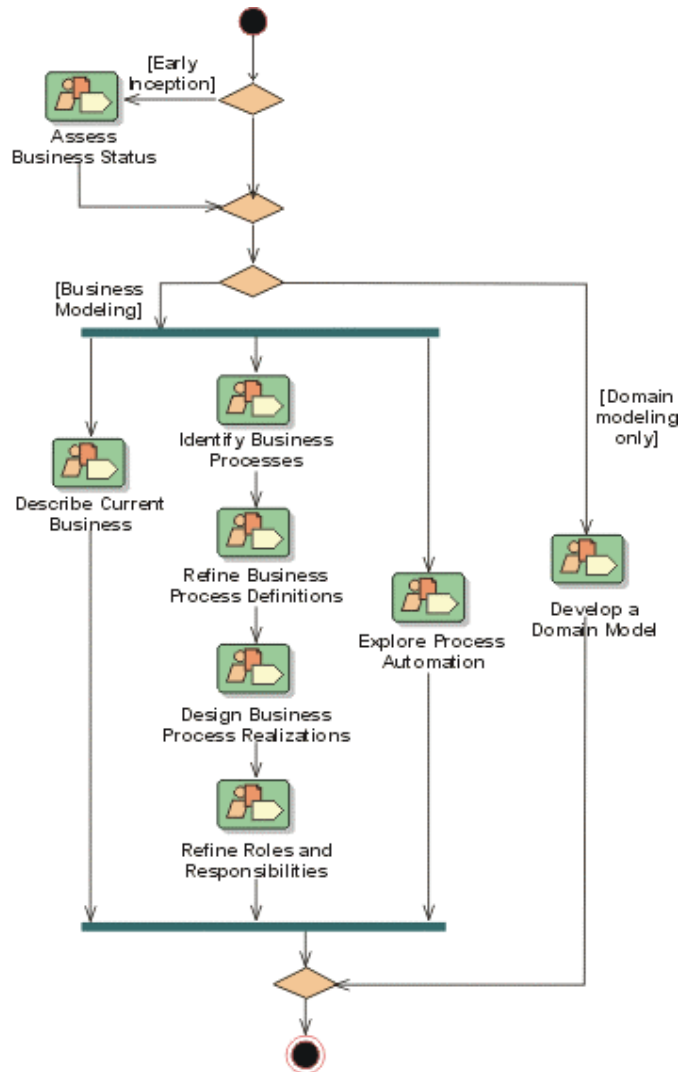 [Early
Inception]
Assess
Business Status
[Business
Modeling]
[Domain
modeling
only]
Identify Business
Processes
Describe Current
Business
Refine Business
Process Definitions
Develop a
Domain Model
Explore Process
Automation
Design Business
Process Realizations
Refine Roles and
Responsibilities